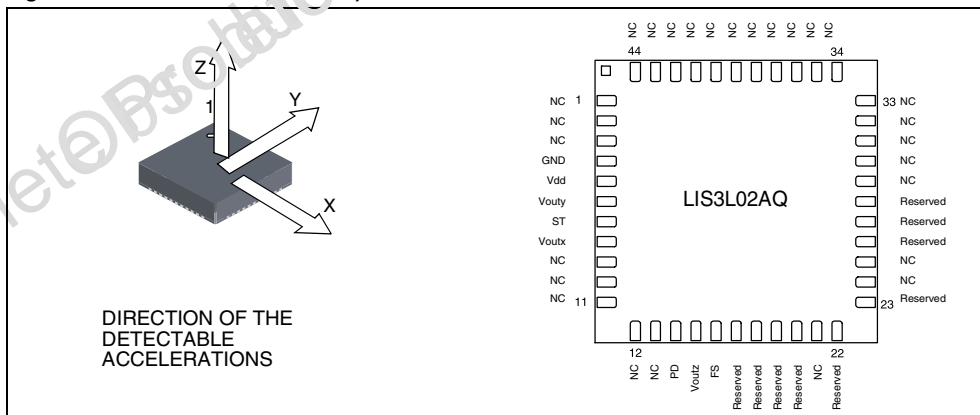 Z
1
Y
X
DIRECTION OF THE
DETECTABLE
ACCELERATIONS
NC NC NC NC NC NC NC NC NC NC
44 34
NC 1
NC
NC
GND
Vdd
Vouty
ST
Voutx
NC
NC
NC 11
LIS3L02AQ
33 NC
NC
NC
NC
NC
Reserved
Reserved
Reserved
NC
NC
23 Reserved
12 22
NC NC PD Voutz FS Reserved Reserved Reserved Reserved NC Reserved